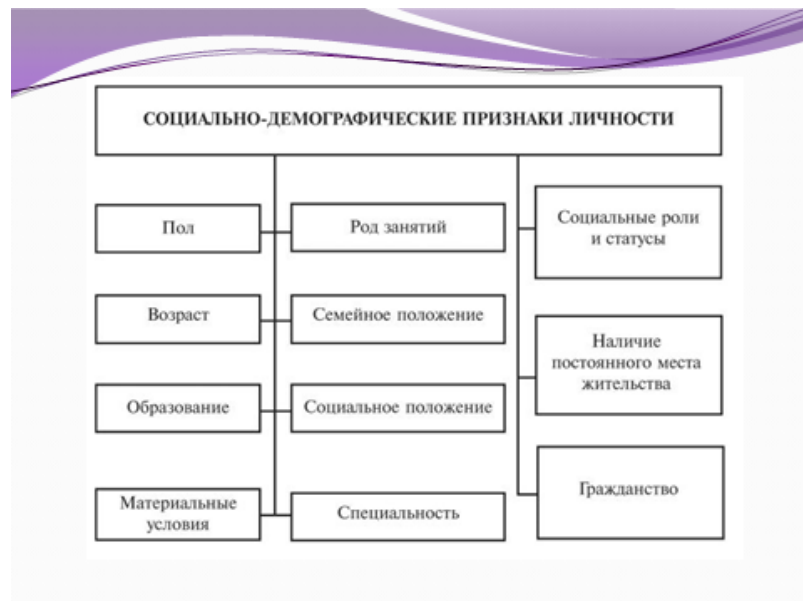 СОЦИАЛЬНО-ДЕМОГРАФИЧЕСКИЕ ПРИЗНАКИ ЛИЧНОСТИ
Пол
Род занятий
Социальные роли
и статусы
Возраст
Семейное положение
Наличие
постоянного места
жительства
Образование
Социальное положение
Материальные
условия
Специальность
Гражданство